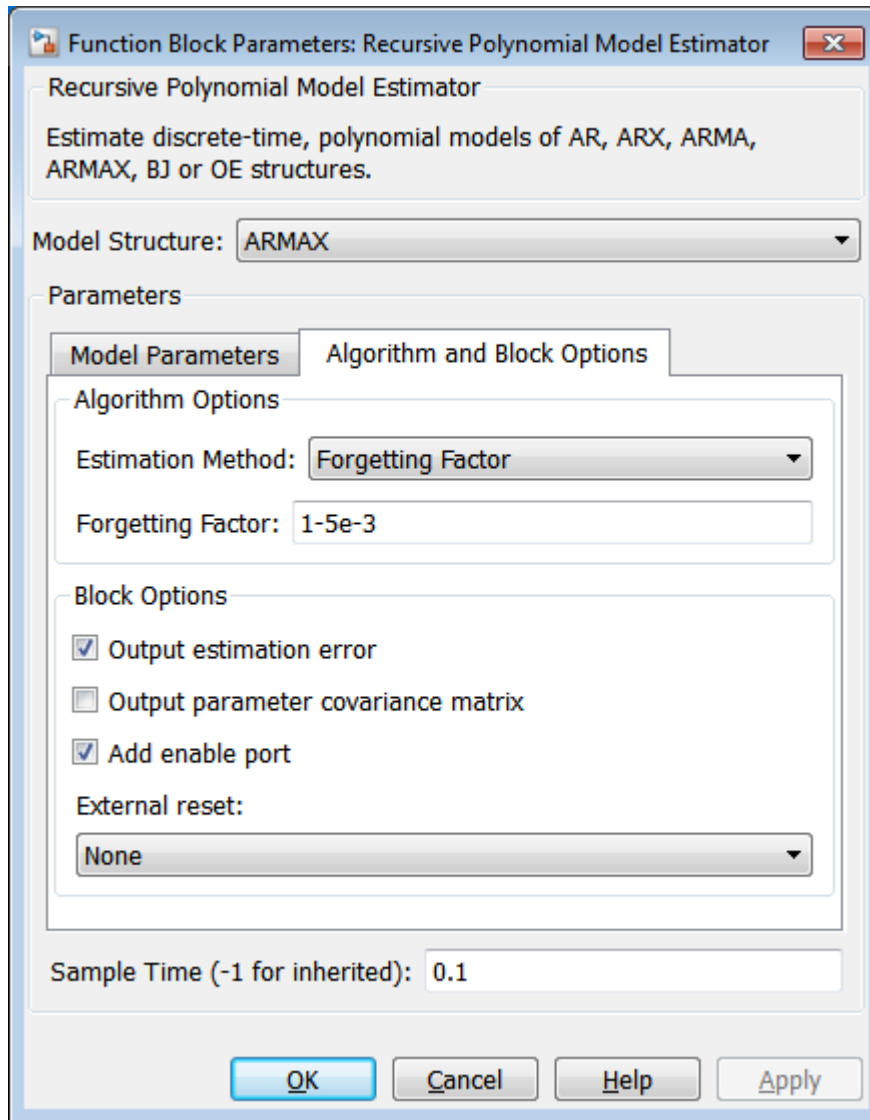 Function Block Parameters: Recursive Polynomial Model Estimator
Recursive Polynomial Model Estimator
Estimate discrete-time, polynomial models of AR, ARX, ARMA,
ARMAX, BJ or OE structures.
Model Structure: ARMAX
Parameters
Model Parameters Algorithm and Block Options
Algorithm Options
Estimation Method: Forgetting Factor
Forgetting Factor: 1-5e-3
Block Options
Output estimation error
Output parameter covariance matrix
Add enable port
External reset:
None
Sample Time (-1 for inherited): 0.1
OK Cancel Help Apply